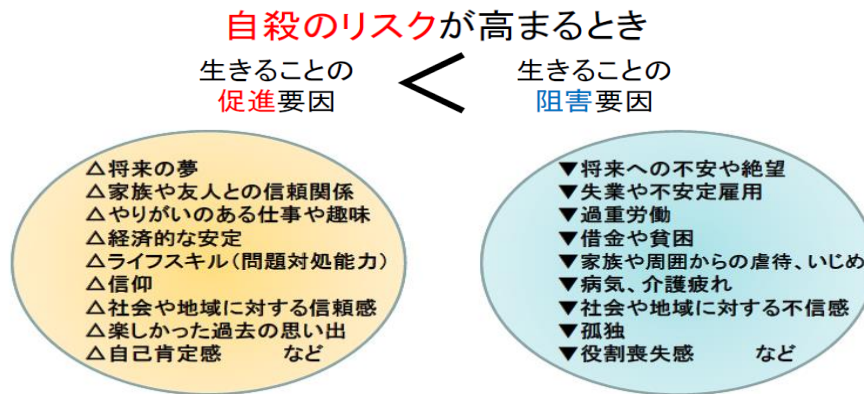 自殺のリスクが高まるとき
生きることの
促進要因
<
生きることの
阻害要因
△将来の夢
△家族や友人との信頼関係
△やりがいのある仕事や趣味
△経済的な安定
△ライフスキル(問題対処能力)
△信仰
△社会や地域に対する信頼感
△楽しかった過去の思い出
△自己肯定感 など
▼将来への不安や絶望
▼失業や不安定雇用
▼過重労働
▼借金や貧困
▼家族や周囲からの虐待、いじめ
▼病気、介護疲れ
▼社会や地域に対する不信感
▼孤独
▼役割喪失感 など